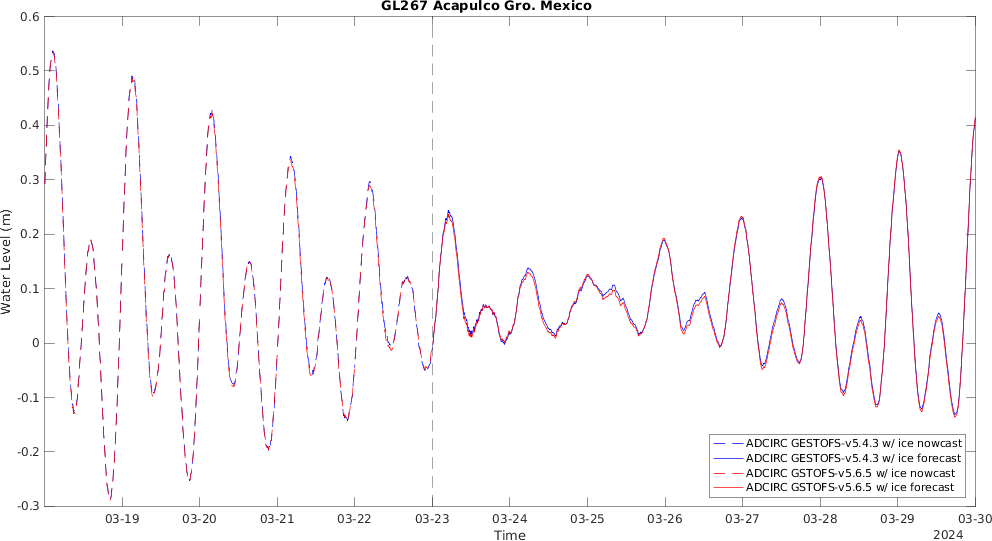 GL267 Acapulco Gro. Mexico
0.6
0.5
0.4
0.3
0.2
0.1
0
-0.1
-0.2
-0.3
Water Level (m)
03-19 03-20 03-21 03-22 03-23 03-24 03-25 03-26 03-27 03-28 03-29 03-30
Time
2024
ADCIRC GESTOFS-v5.4.3 w/ ice nowcast
ADCIRC GESTOFS-v5.4.3 w/ ice forecast
ADCIRC GSTOFS-v5.6.5 w/ ice nowcast
ADCIRC GSTOFS-v5.6.5 w/ ice forecast